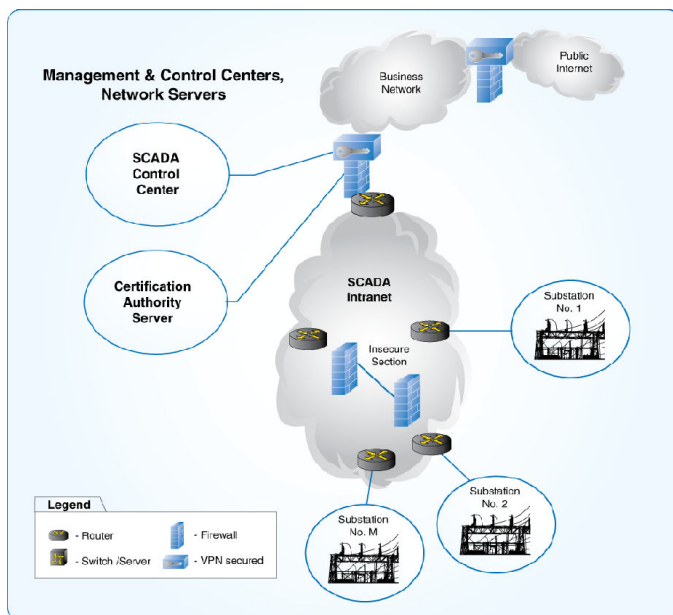 Management & Control Centers,
Network Servers
Business
Network
Public
Internet
SCADA
Control
Center
Certification
Authority
Server
SCADA
Intranet
Insecure
Section
Substation
No. 1
Substation
No. 2
Substation
No. M
Legend
- Router
- Firewall
- Switch /Server
- VPN secured